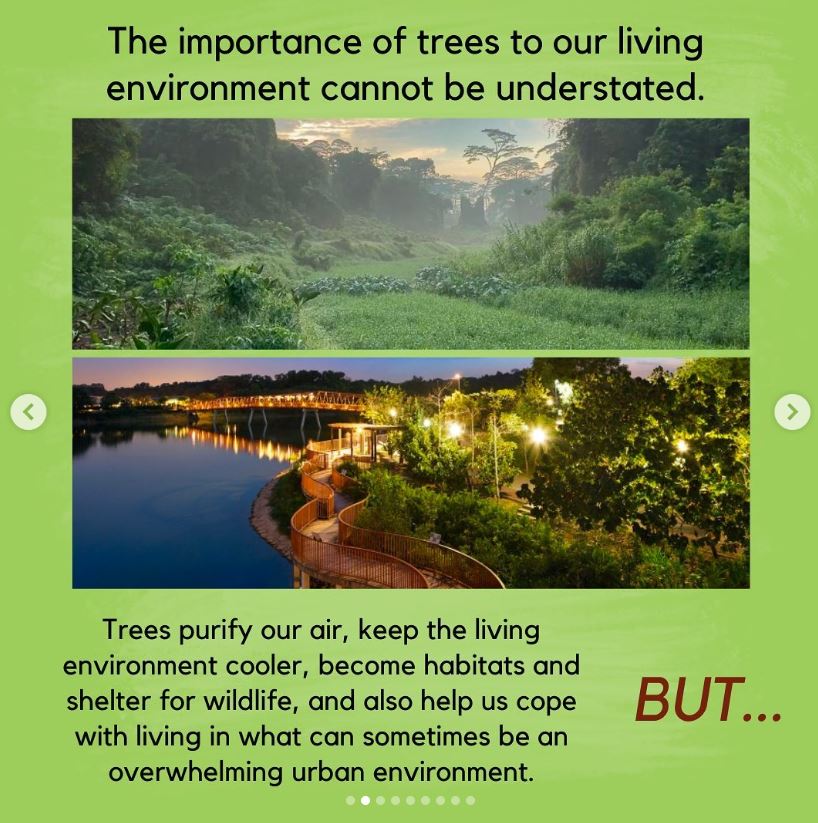 The importance of trees to our living
environment cannot be understated.
Trees purify our air, keep the living
environment cooler, become habitats and
shelter for wildlife, and also help us cope
with living in what can sometimes be an
overwhelming urban environment.
BUT...